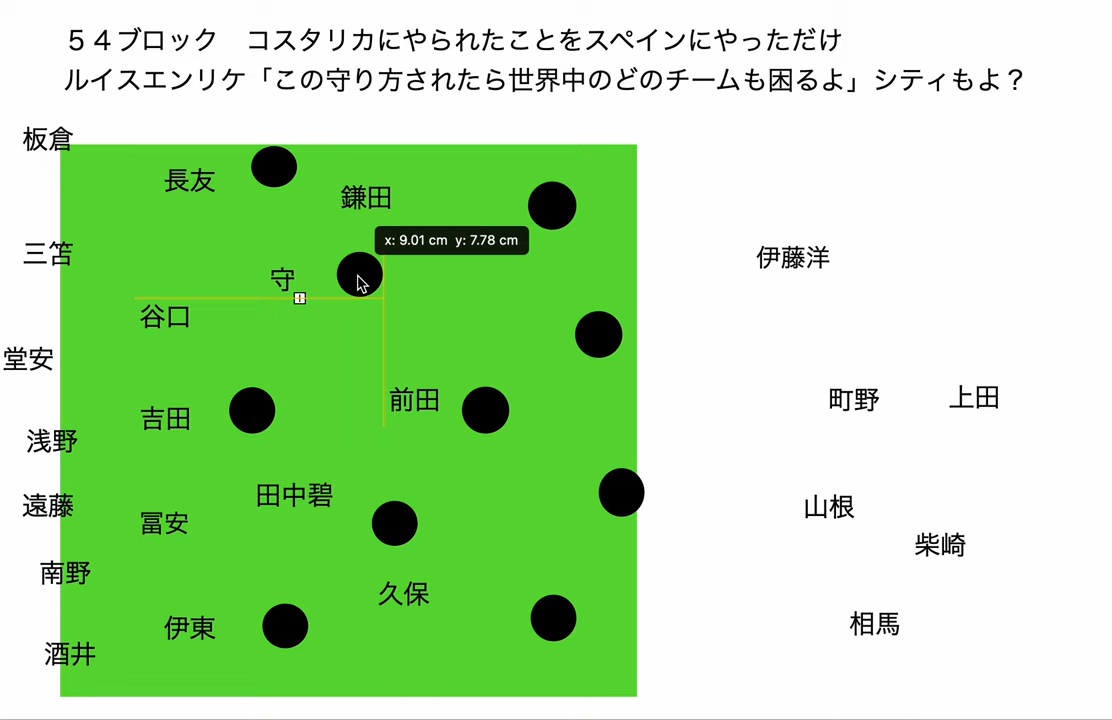 ５４ブロック　コスタリカにやられたことをスペインにやっただけ
ルイスエンリケ「この守り方されたら世界中のどのチームも困るよ」シティもよ？
板倉
長友
鎌田
x: 9.01 cm y: 7.78 cm
三笘
伊藤洋
守
谷口
堂安
前田
町野
上田
吉田
浅野
田中碧
遠藤
山根
冨安
柴崎
南野
久保
伊東
相馬
酒井